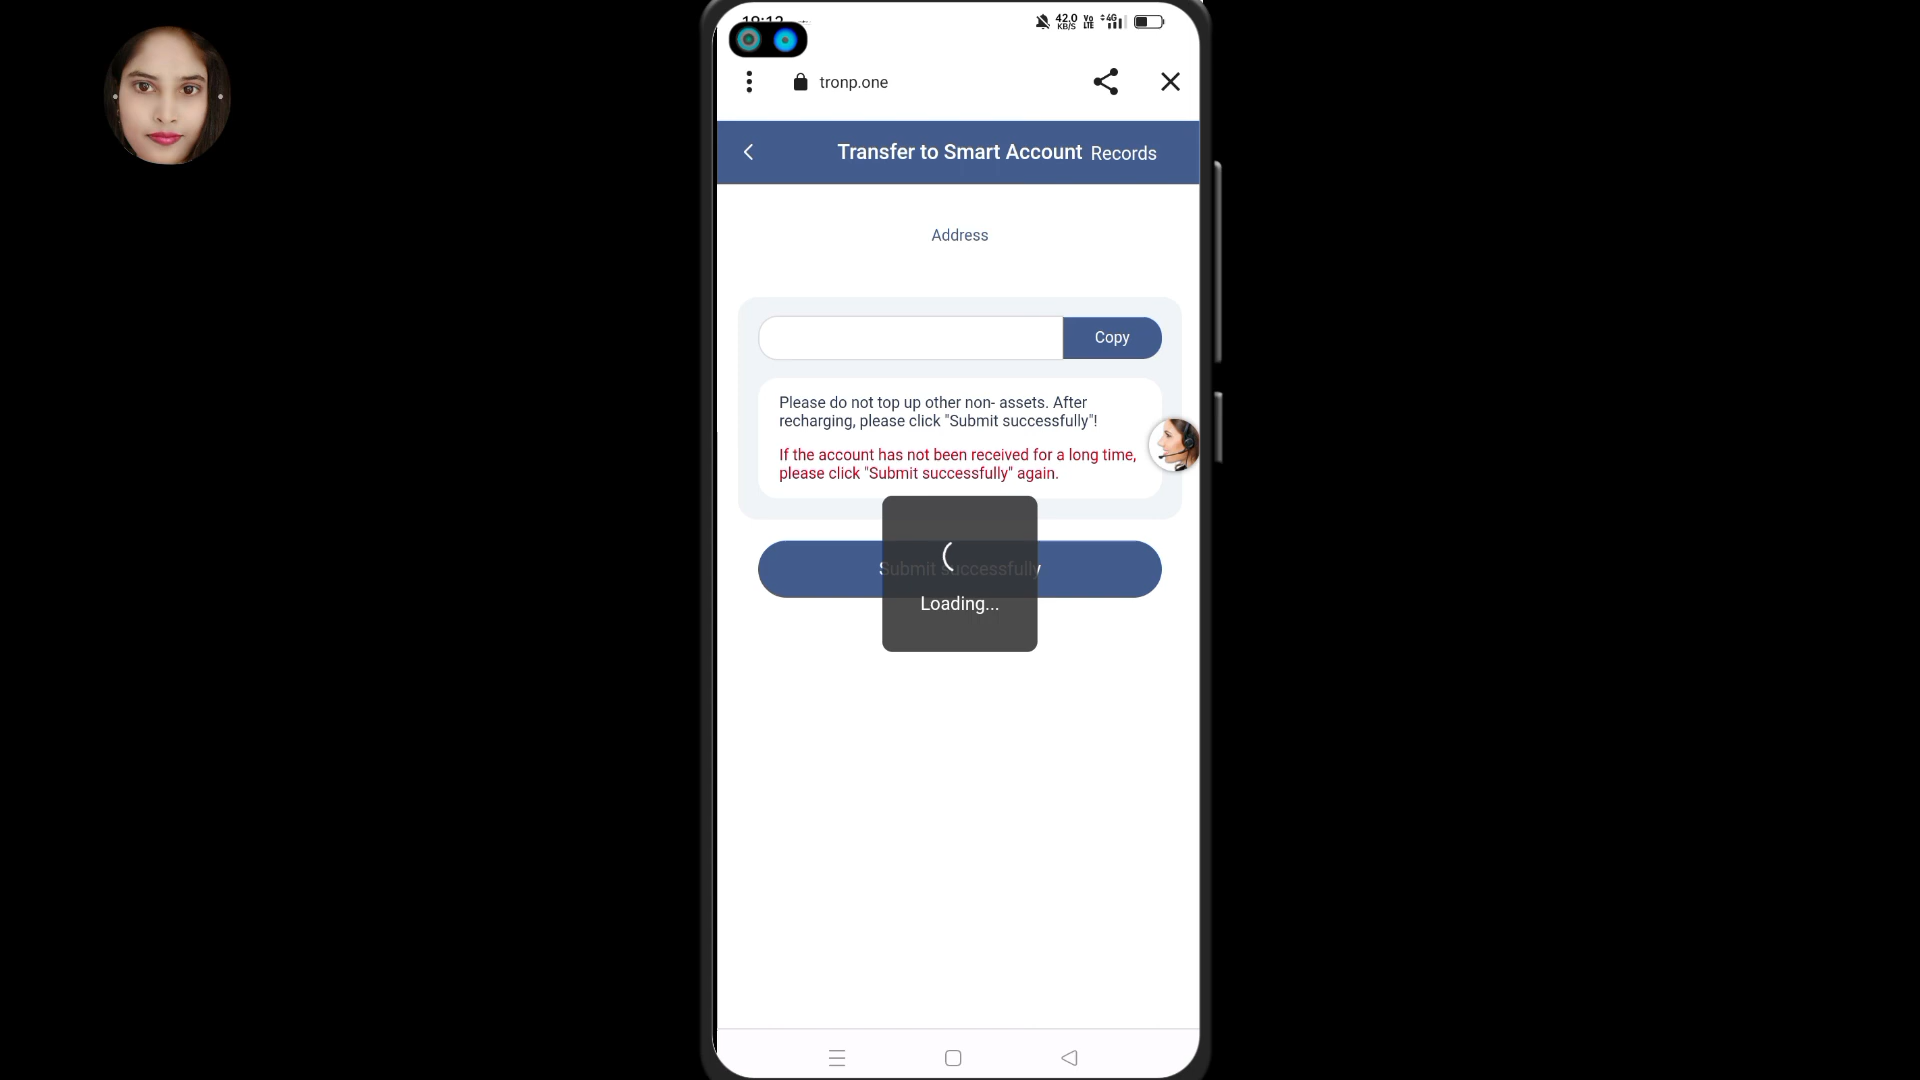 42.0
KB/S
Vo
LTE
4G
tronp.one
Transfer to Smart Account
Records
Address
Copy
Please do not top up other non- assets. After
recharging, please click "Submit successfully"!
If the account has not been received for a long time,
please click "Submit successfully" again.
Submit successfully
Loading...